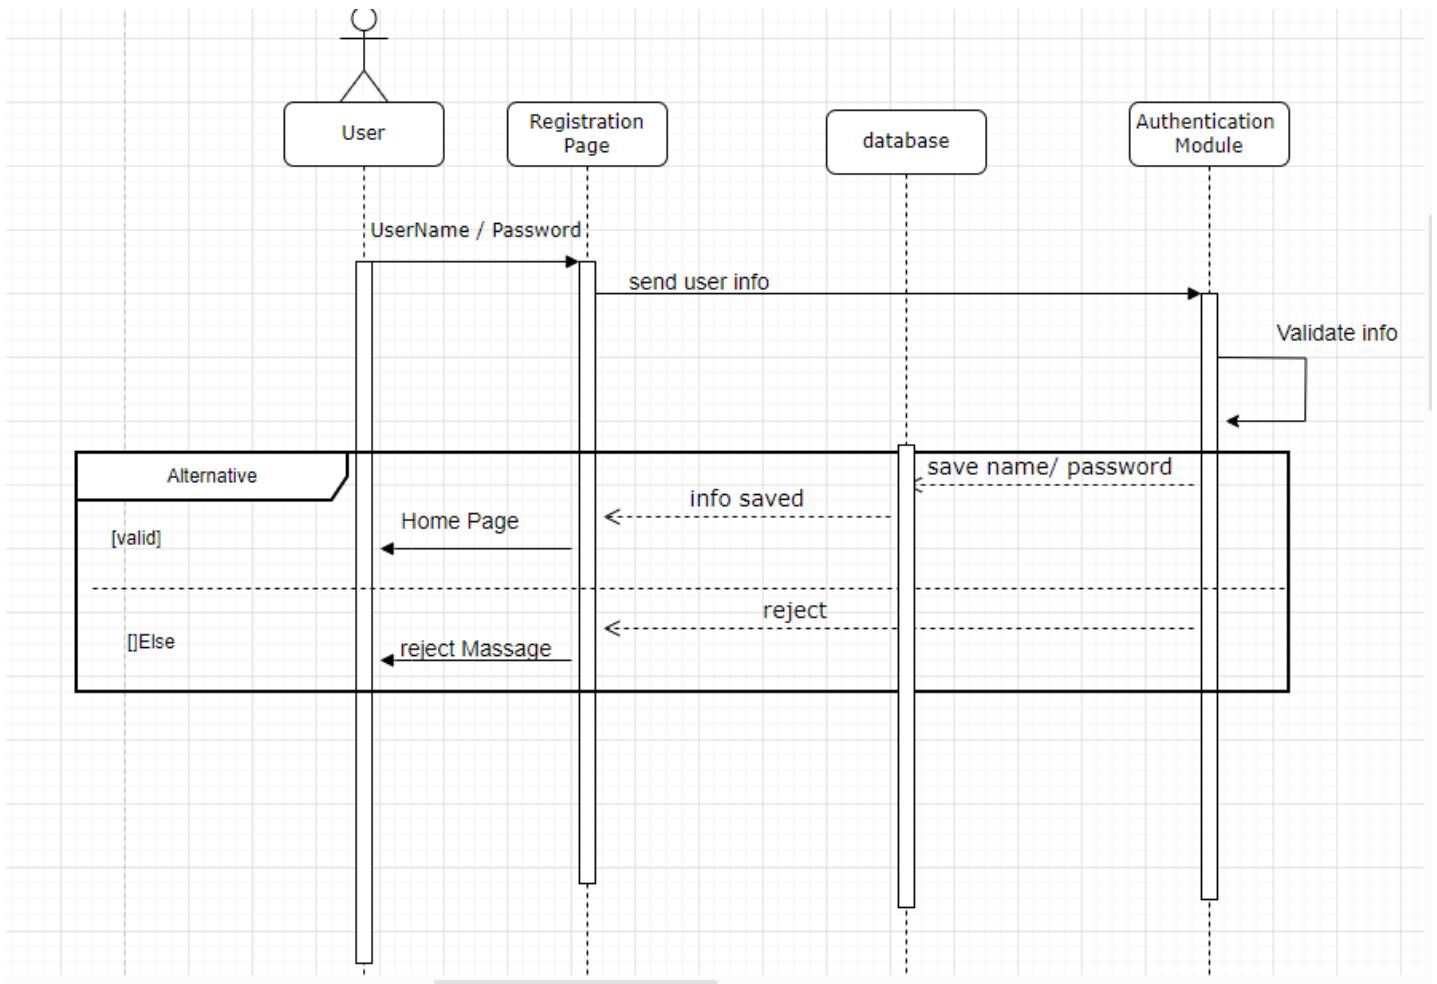 User
Registration
Page
database
Authentication
Module
UserName / Password
send user info
Validate info
Alternative
save name/ password
info saved
Home Page
[valid]
reject
[]Else
reject Massage